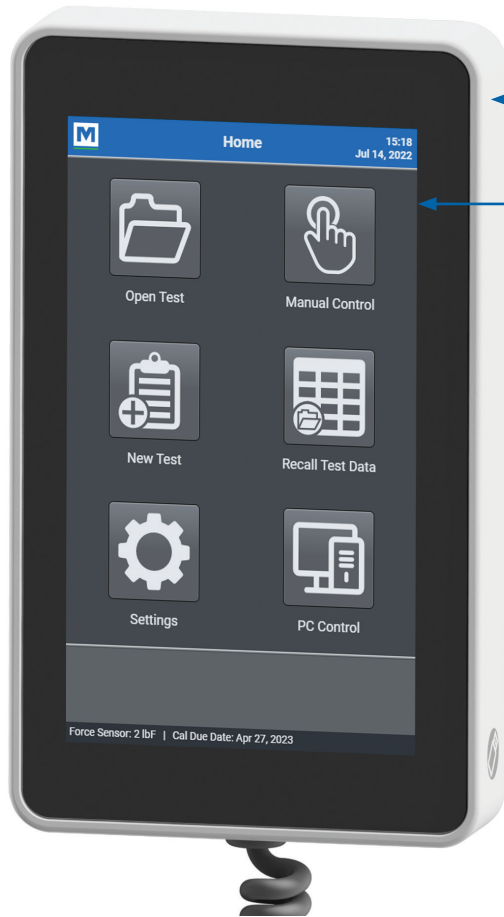 M
Home
15:18
Jul 14, 2022
Open Test
Manual Control
New Test
Recall Test Data
Settings
PC Control
Force Sensor: 2 lbF | Cal Due Date: Apr 27, 2023